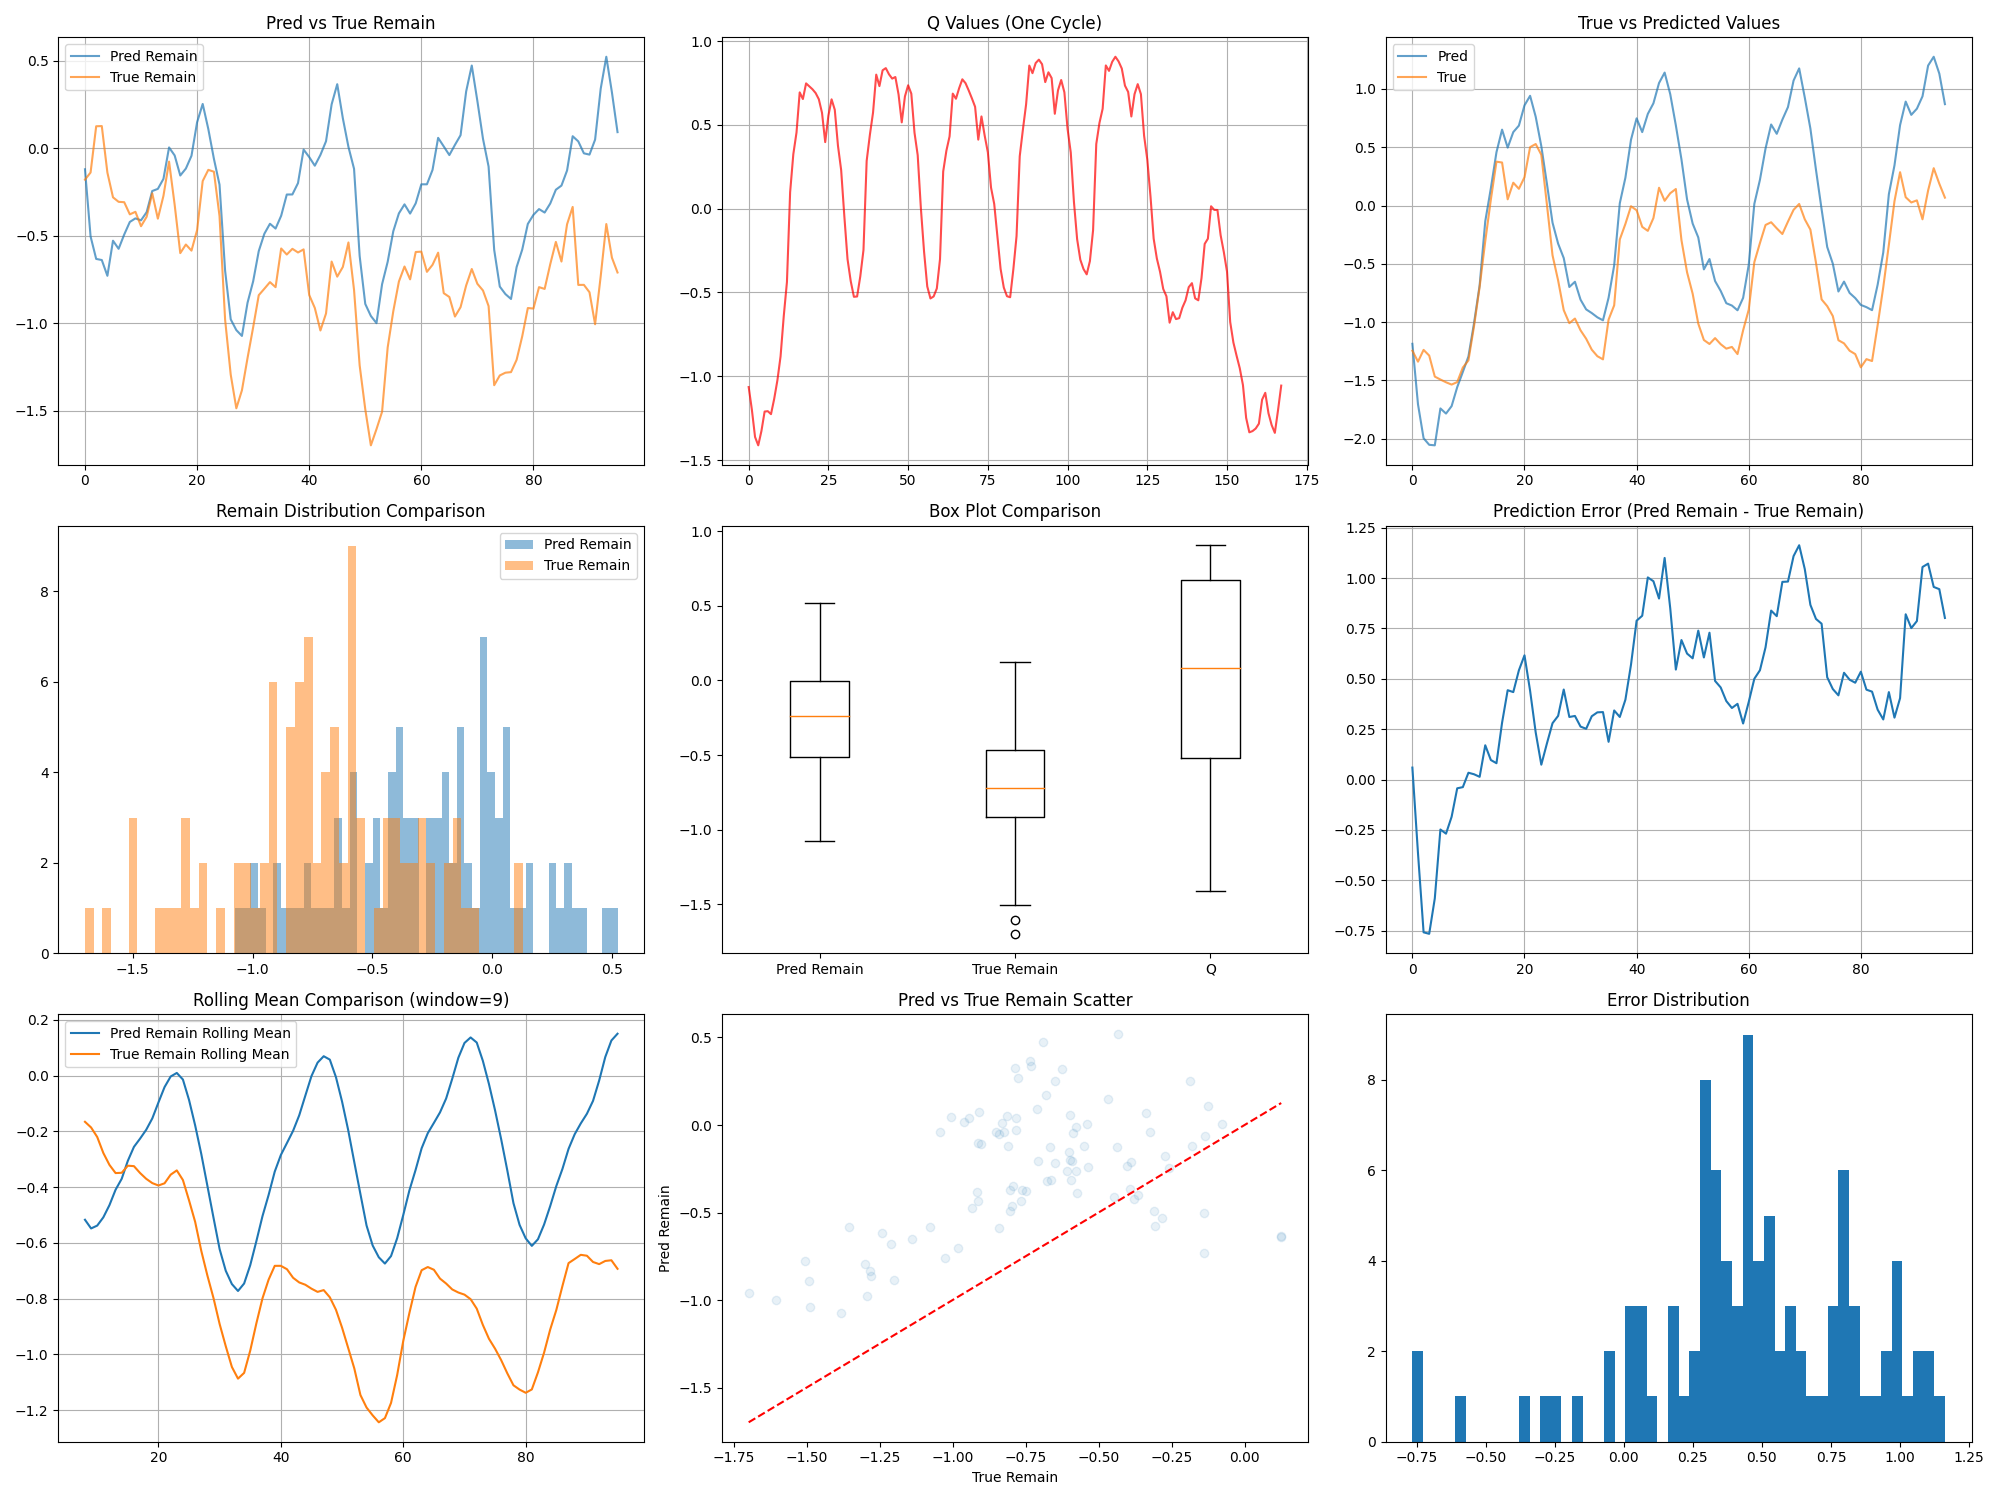 Pred vs True Remain
Pred Remain
True Remain
0.5
0.0
−0.5
−1.0
−1.5
0 20 40 60 80
Q Values (One Cycle)
1.0
0.5
0.0
−0.5
−1.0
−1.5
0 25 50 75 100 125 150 175
True vs Predicted Values
Pred
True
1.0
0.5
0.0
−0.5
−1.0
−1.5
−2.0
0 20 40 60 80
Remain Distribution Comparison
Pred Remain
True Remain
8
6
4
2
0
−1.5 −1.0 −0.5 0.0 0.5
Box Plot Comparison
1.0
0.5
0.0
−0.5
−1.0
−1.5
Pred Remain True Remain Q
Prediction Error (Pred Remain - True Remain)
1.25
1.00
0.75
0.50
0.25
0.00
−0.25
−0.50
−0.75
0 20 40 60 80
Rolling Mean Comparison (window=9)
Pred Remain Rolling Mean
True Remain Rolling Mean
0.2
0.0
−0.2
−0.4
−0.6
−0.8
−1.0
−1.2
20 40 60 80
Pred vs True Remain Scatter
Pred Remain
0.5
0.0
−0.5
−1.0
−1.5
−1.75 −1.50 −1.25 −1.00 −0.75 −0.50 −0.25 0.00
True Remain
Error Distribution
8
6
4
2
0
−0.75 −0.50 −0.25 0.00 0.25 0.50 0.75 1.00 1.25